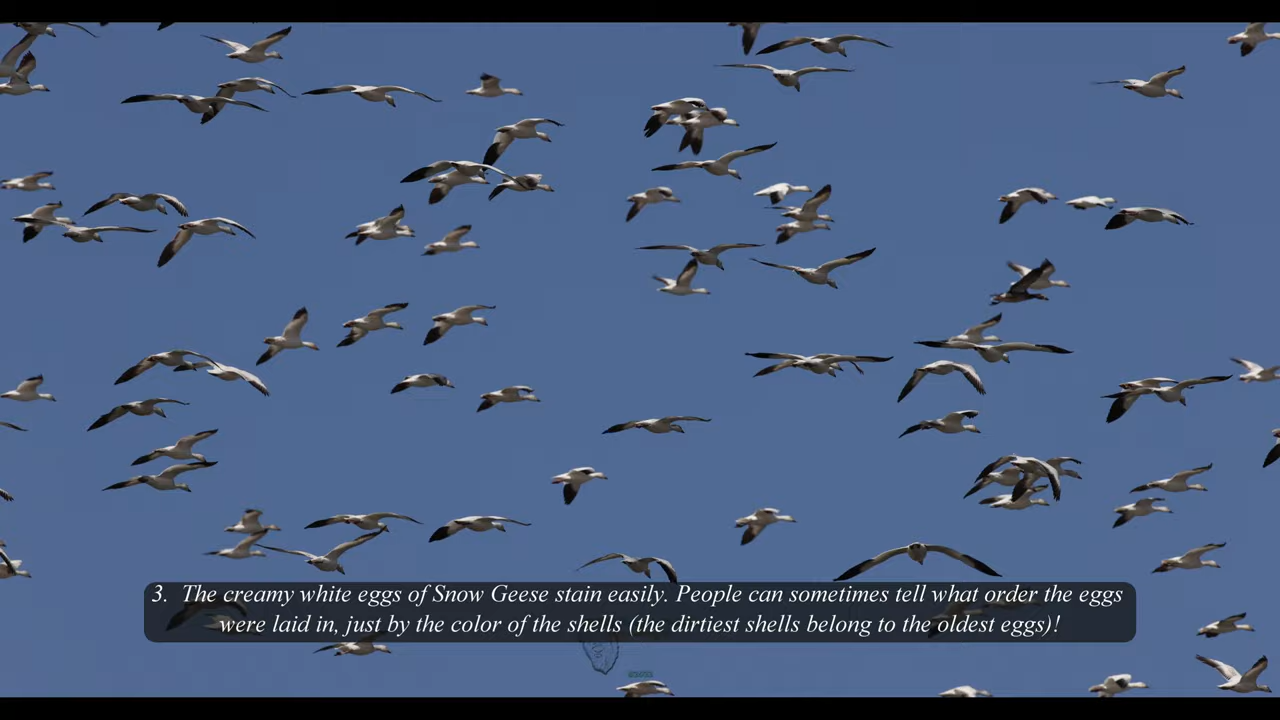 3.  The creamy white eggs of Snow Geese stain easily. People can sometimes tell what order the eggs
were laid in, just by the color of the shells (the dirtiest shells belong to the oldest eggs)!